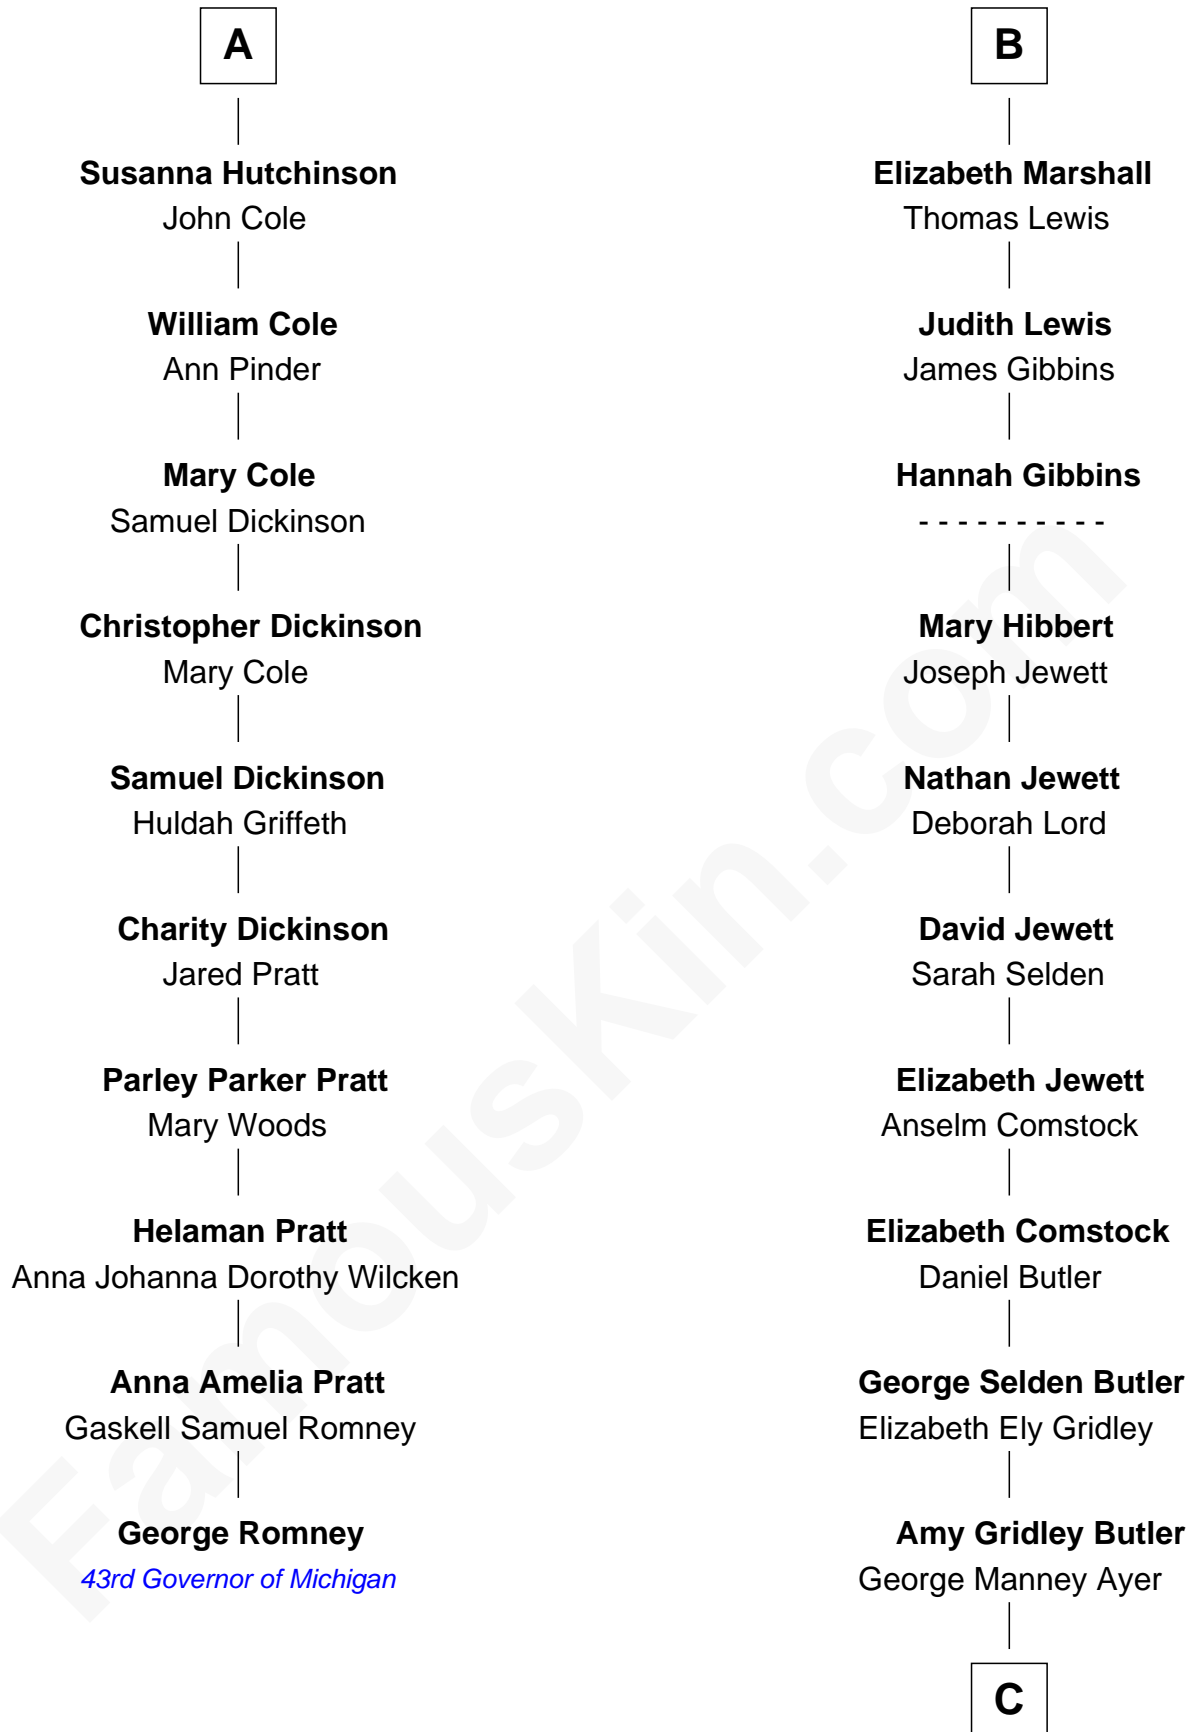 A
Susanna Hutchinson
John Cole
William Cole
Ann Pinder
Mary Cole
Samuel Dickinson
Christopher Dickinson
Mary Cole
Samuel Dickinson
Huldah Griffeth
Charity Dickinson
Jared Pratt
Parley Parker Pratt
Mary Woods
Helaman Pratt
Anna Johanna Dorothy Wilcken
Anna Amelia Pratt
Gaskell Samuel Romney
George Romney
43rd Governor of Michigan
B
Elizabeth Marshall
Thomas Lewis
Judith Lewis
James Gibbins
Hannah Gibbins
- - - - - - - - - -
Mary Hibbert
Joseph Jewett
Nathan Jewett
Deborah Lord
David Jewett
Sarah Selden
Elizabeth Jewett
Anselm Comstock
Elizabeth Comstock
Daniel Butler
George Selden Butler
Elizabeth Ely Gridley
Amy Gridley Butler
George Manney Ayer
C
FamousKin.com